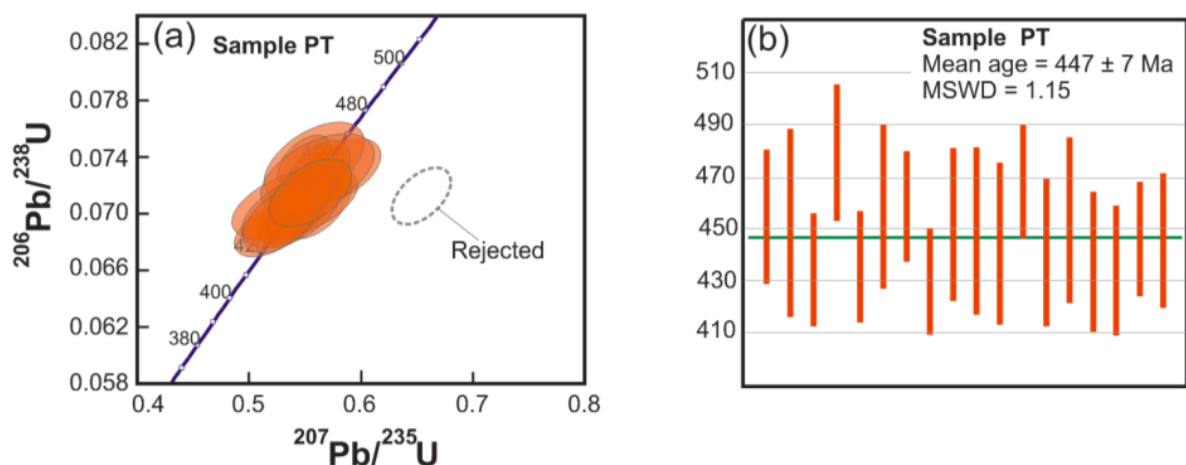 (a)
Sample PT
²⁰⁶Pb/²³⁸U
0.082
0.078
0.074
0.070
0.066
0.062
0.058
500
480
420
400
380
Rejected
0.4
0.5
0.6
0.7
0.8
²⁰⁷Pb/²³⁵U
(b)
Sample PT
Mean age = 447 ± 7 Ma
MSWD = 1.15
510
490
470
450
430
410